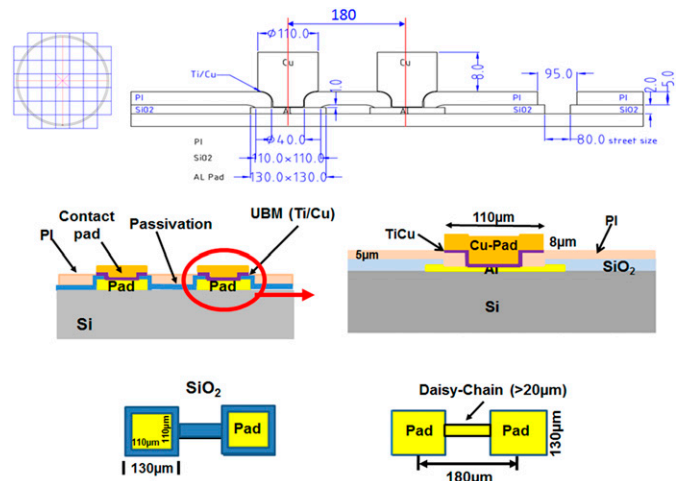 180
Φ110.0
Cu
Cu
Ti/Cu
1.0
8.0
95.0
2.0
5.0
PI
PI
SiO2
Al
Al
SiO2
SiO2
Φ40.0
80.0 street size
PI
SiO2
110.0×110.0
AL Pad
130.0×130.0
Contact pad
Passivation
UBM (Ti/Cu)
PI
Pad
Pad
Si
110µm
TiCu
Cu-Pad
8µm
PI
5µm
Al
SiO2
Si
SiO2
110µm
110µm
Pad
130µm
Daisy-Chain (>20µm)
Pad
Pad
130µm
180µm